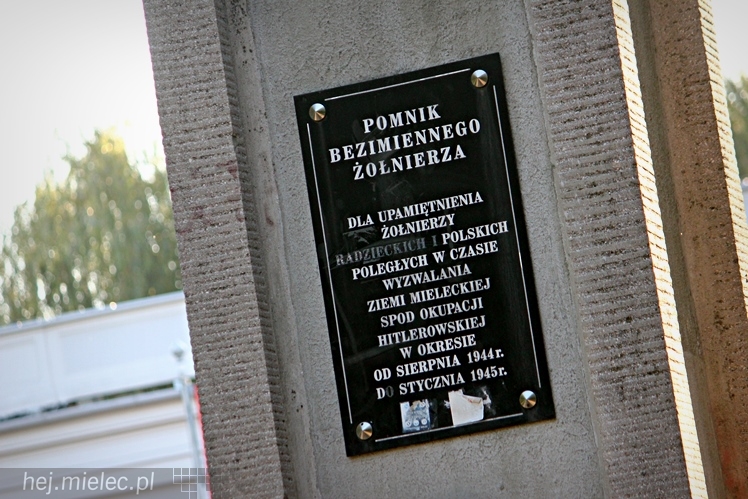 POMNIK
BEZIMIENNEGO
ŻOŁNIERZA
DLA UPAMIĘTNIENIA
ŻOŁNIERZY
RADZIECKICH I POLSKICH
POLEGŁYCH W CZASIE
WYZWALANIA
ZIEMI MIELECKIEJ
SPOD OKUPACJI
HITLEROWSKIEJ
W OKRESIE
OD SIERPNIA 1944r.
DO STYCZNIA 1945r.
hej.mielec.pl